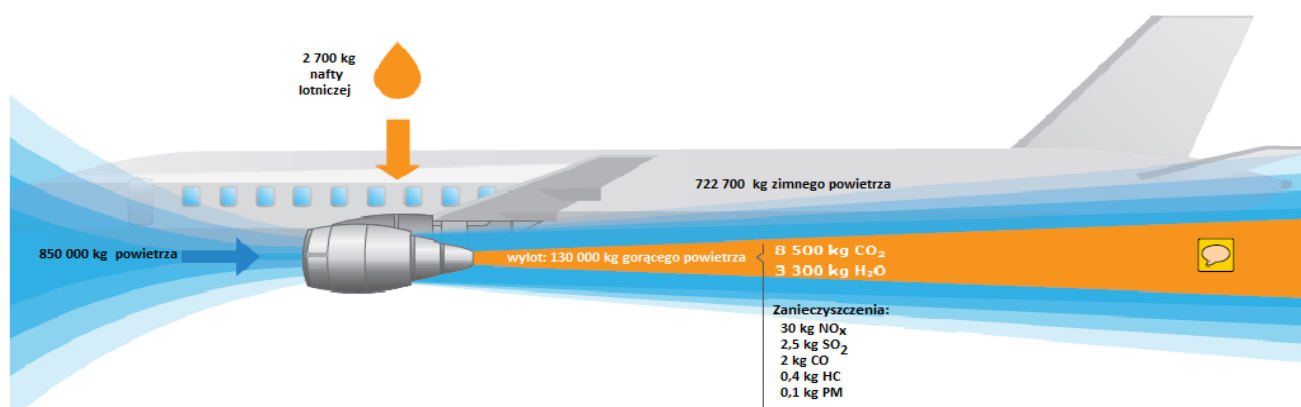 2 700 kg
nafty
lotniczej
722 700 kg zimnego powietrza
850 000 kg powietrza
wylot: 130 000 kg gorącego powietrza
8 500 kg CO₂
3 300 kg H₂O
Zanieczyszczenia:
30 kg NOₓ
2,5 kg SO₂
2 kg CO
0,4 kg HC
0,1 kg PM